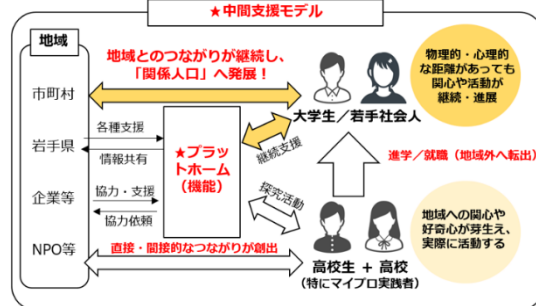 ★中間支援モデル
地域
市町村
岩手県
企業等
NPO等
地域とのつながりが継続し、
「関係人口」へ発展！
各種支援
情報共有
協力・支援
協力依頼
★プラッ
トホーム
（機能）
継続支援
探究活動
直接・間接的なつながりが創出
大学生／若手社会人
進学／就職（地域外へ転出）
高校生 + 高校
（特にマイプロ実践者）
物理的・心理的
な距離があっても
関心や活動が
継続・進展
地域への関心や
好奇心が芽生え、
実際に活動する